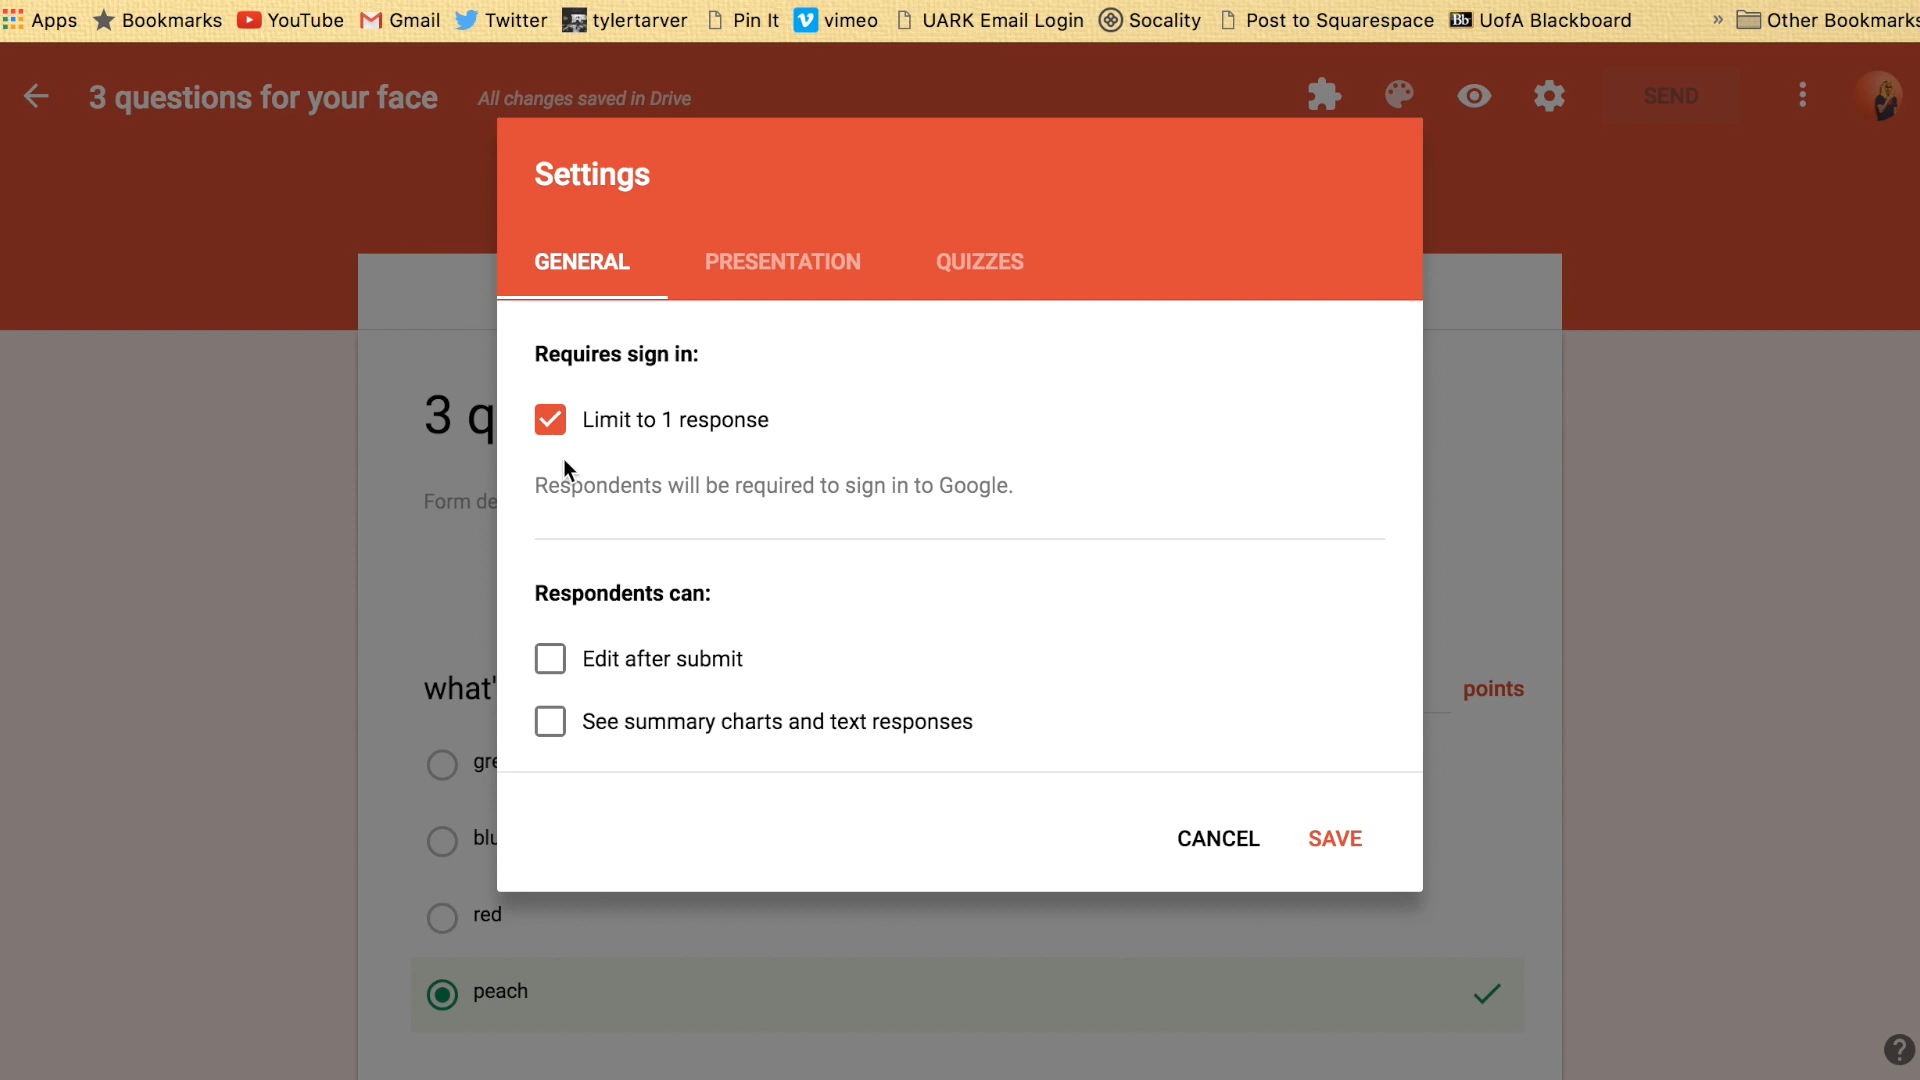 Apps Bookmarks YouTube Gmail Twitter tylertarver Pin It vimeo UARK Email Login Socality Post to Squarespace Bb UofA Blackboard » Other Bookmarks
3 questions for your face All changes saved in Drive SEND
Settings
GENERAL PRESENTATION QUIZZES
Requires sign in:
3 q
Limit to 1 response
Respondents will be required to sign in to Google.
Form de
Respondents can:
Edit after submit
what' points
See summary charts and text responses
gre
blu
CANCEL SAVE
red
peach
?